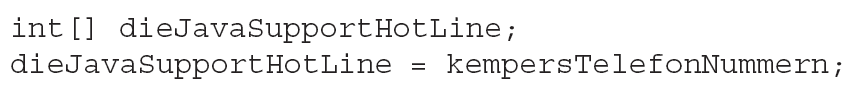 int[] dieJavaSupportHotLine;
dieJavaSupportHotLine = kempersTelefonNummern;